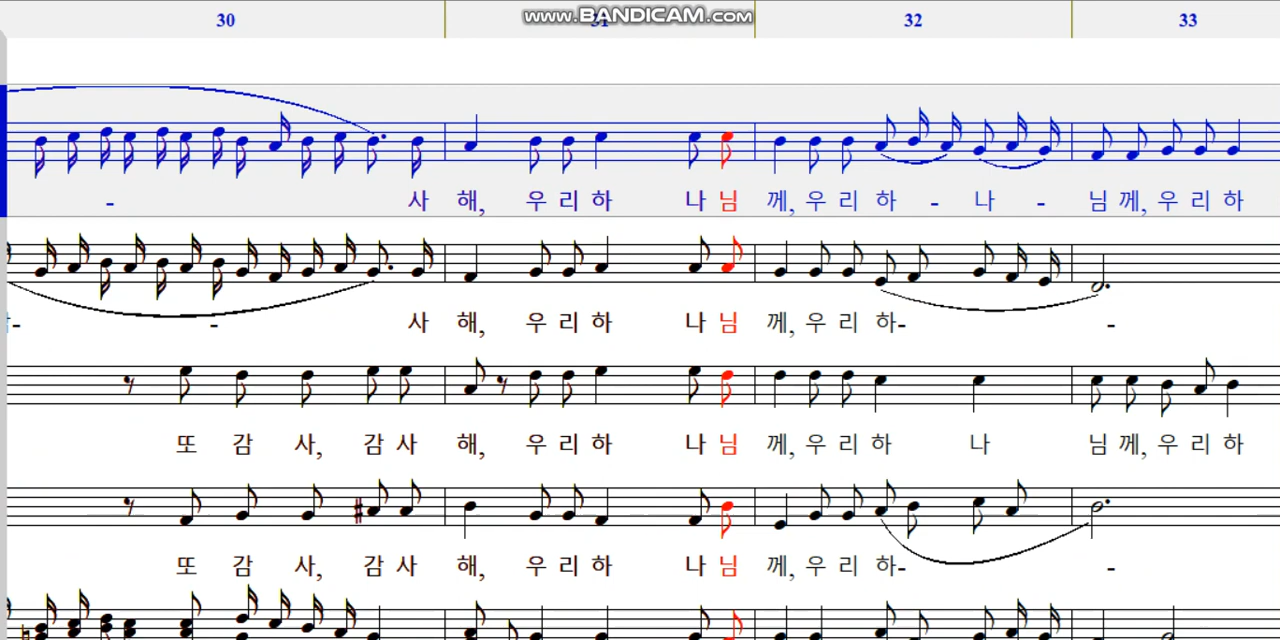 30 31 32 33
www.BANDICAM.com
- 사 해, 우 리 하 나 님 께, 우 리 하 - 나 - 님 께, 우 리 하
- - 사 해, 우 리 하 나 님 께, 우 리 하- -
또 감 사, 감 사 해, 우 리 하 나 님 께, 우 리 하 나 님 께, 우 리 하
또 감 사, 감 사 해, 우 리 하 나 님 께, 우 리 하- -